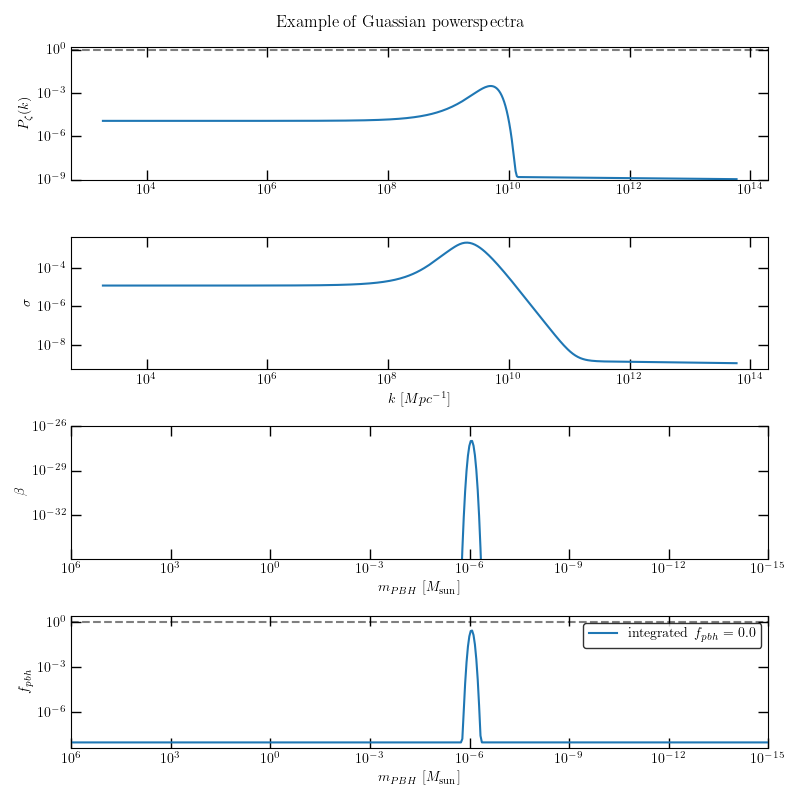 Example of Guassian powerspectra
10^0
10^-3
10^-6
10^-9
P_ζ(k)
10^4 10^6 10^8 10^10 10^12 10^14
10^-4
10^-6
10^-8
σ
10^4 10^6 10^8 10^10 10^12 10^14
k [Mpc^-1]
10^-26
10^-29
10^-32
β
10^6 10^3 10^0 10^-3 10^-6 10^-9 10^-12 10^-15
m_PBH [M_sun]
10^0
10^-3
10^-6
f_pbh
integrated f_pbh = 0.0
10^6 10^3 10^0 10^-3 10^-6 10^-9 10^-12 10^-15
m_PBH [M_sun]